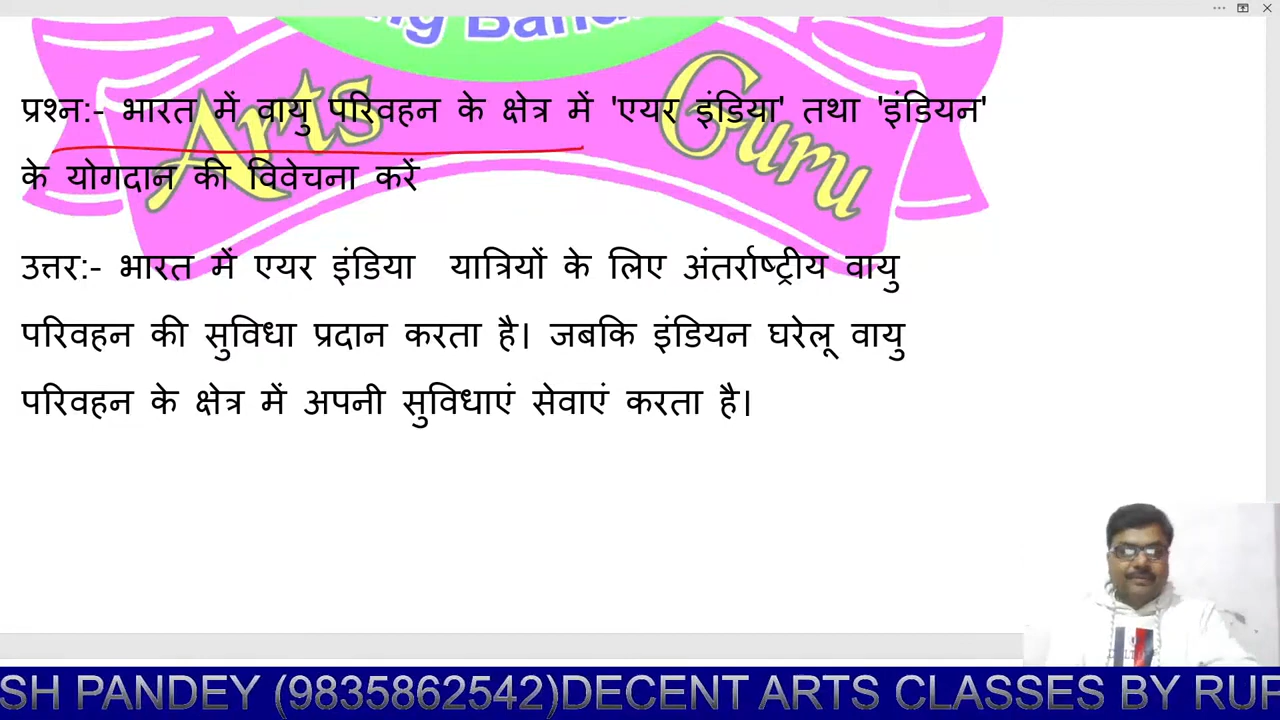 Arts Guru
प्रश्न:- भारत में वायु परिवहन के क्षेत्र में 'एयर इंडिया' तथा 'इंडियन'
के योगदान की विवेचना करें
उत्तर:- भारत में एयर इंडिया यात्रियों के लिए अंतर्राष्ट्रीय वायु
परिवहन की सुविधा प्रदान करता है। जबकि इंडियन घरेलू वायु
परिवहन के क्षेत्र में अपनी सुविधाएं सेवाएं करता है।
SH PANDEY (9835862542)DECENT ARTS CLASSES BY RUP